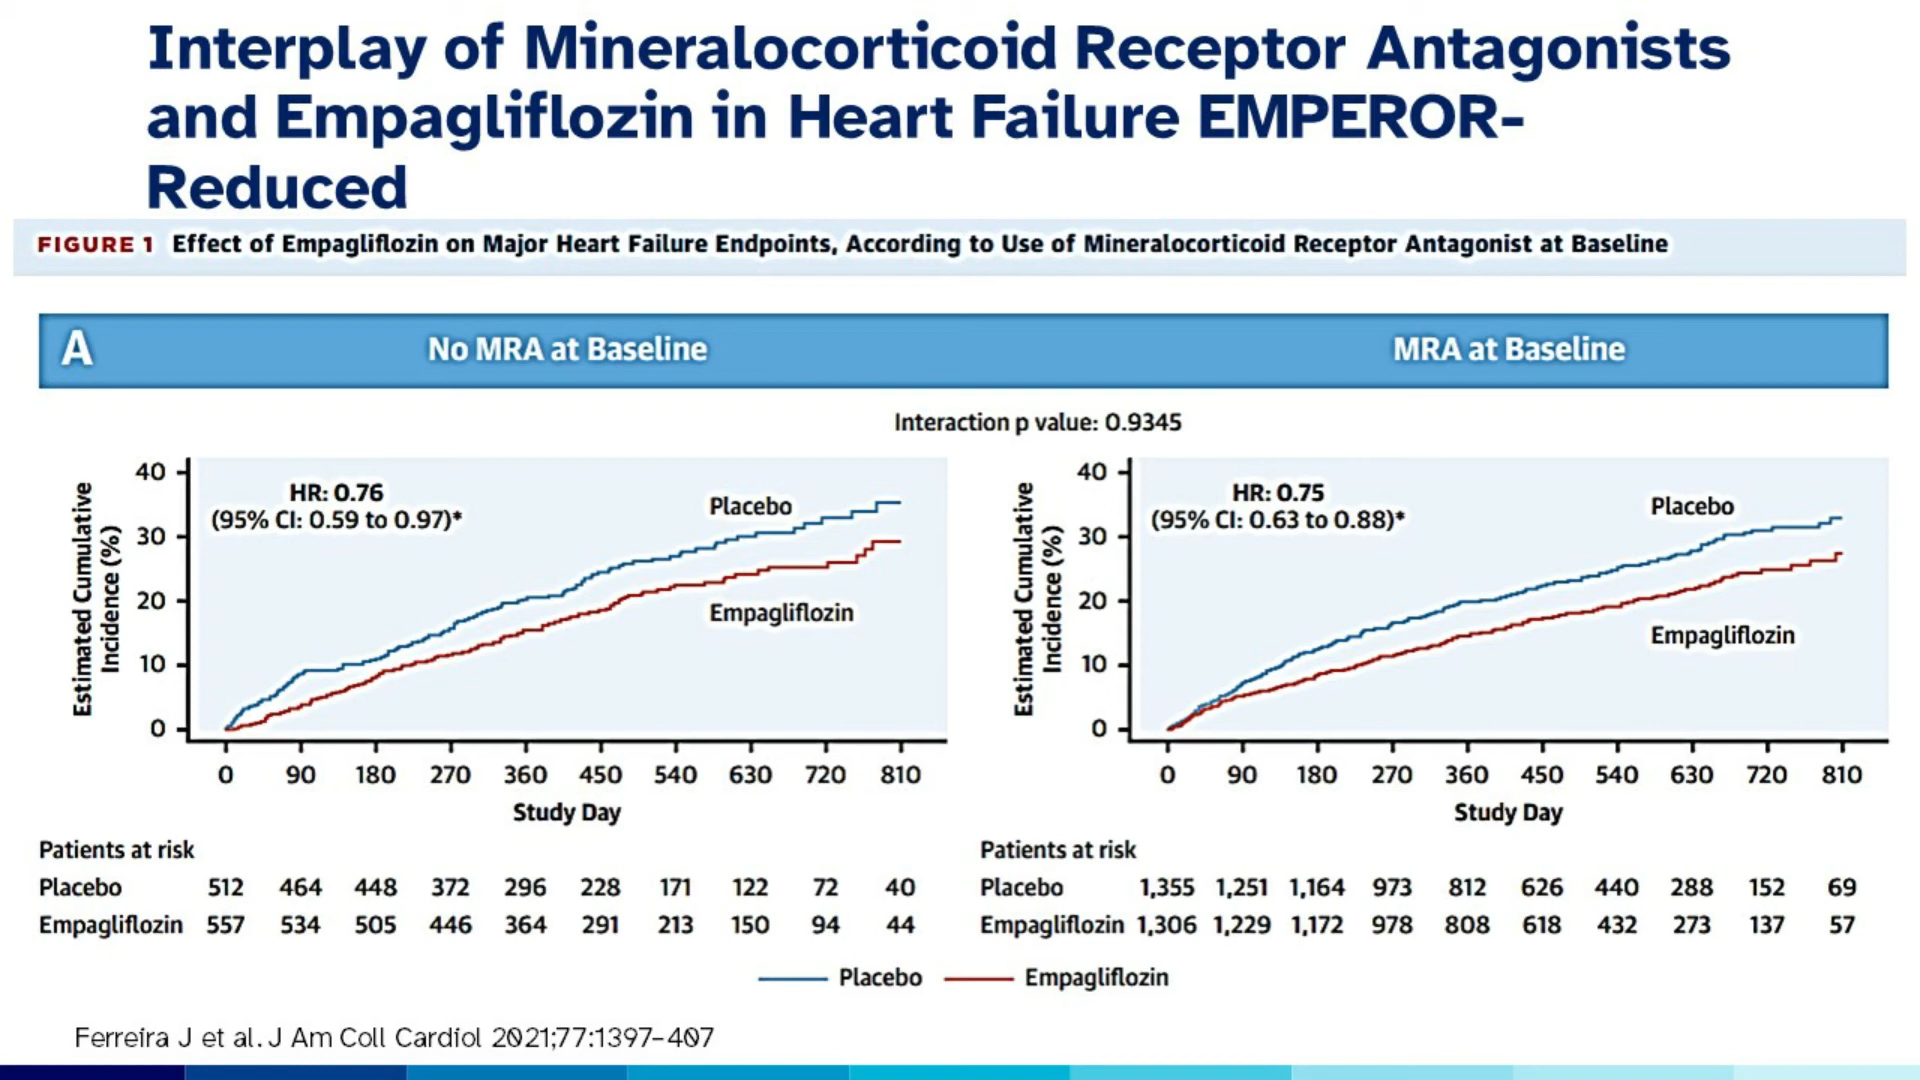 Interplay of Mineralocorticoid Receptor Antagonists
and Empagliflozin in Heart Failure EMPEROR-
Reduced
FIGURE 1 Effect of Empagliflozin on Major Heart Failure Endpoints, According to Use of Mineralocorticoid Receptor Antagonist at Baseline
A No MRA at Baseline MRA at Baseline
Interaction p value: 0.9345
Estimated Cumulative
Incidence (%)
40
30
20
10
0
HR: 0.76
(95% CI: 0.59 to 0.97)*
Placebo
Empagliflozin
0 90 180 270 360 450 540 630 720 810
Study Day
Patients at risk
Placebo 512 464 448 372 296 228 171 122 72 40
Empagliflozin 557 534 505 446 364 291 213 150 94 44
Estimated Cumulative
Incidence (%)
40
30
20
10
0
HR: 0.75
(95% CI: 0.63 to 0.88)*
Placebo
Empagliflozin
0 90 180 270 360 450 540 630 720 810
Study Day
Patients at risk
Placebo 1,355 1,251 1,164 973 812 626 440 288 152 69
Empagliflozin 1,306 1,229 1,172 978 808 618 432 273 137 57
Placebo Empagliflozin
Ferreira J et al. J Am Coll Cardiol 2021;77:1397–407